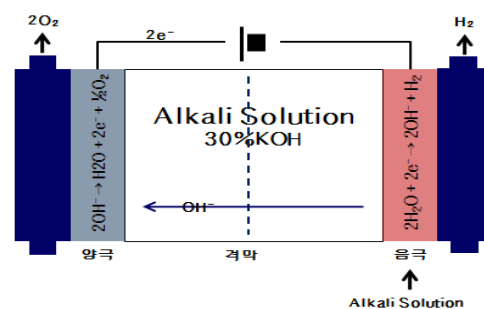 2O₂
H₂
2e⁻
2OH⁻ → H2O + 2e⁻ + ½O₂
Alkali Solution
30%KOH
OH⁻
2H₂O + 2e⁻ → 2OH⁻ + H₂
양극
격막
음극
Alkali Solution